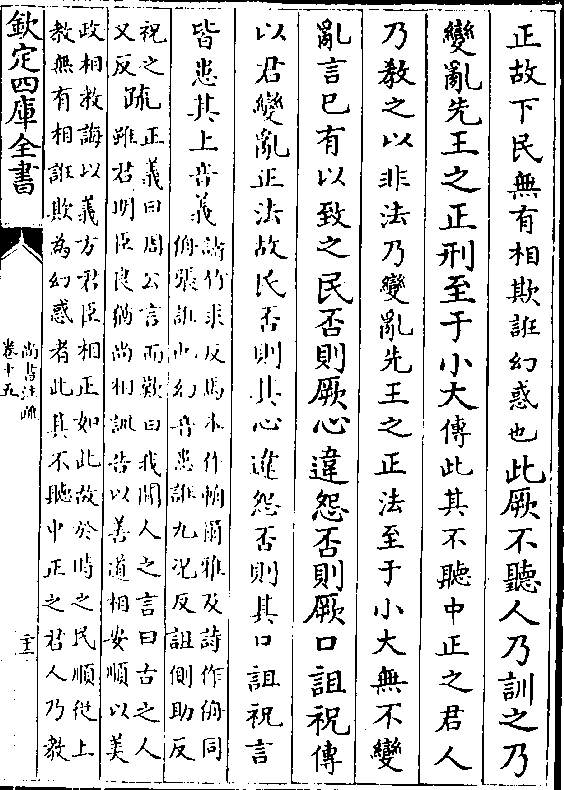 正故下民無有相欺誑幻惑也此厥不聽人乃訓之乃
變亂先王之正刑至于小大傳此其不聽中正之君人
乃教之以非法乃變亂先王之正法至于小大無不變
亂言已有以致之民否則厥心違怨否則厥口詛祝傳
以君變亂正法故民否則其心違怨否則其口詛祝言
皆患其上音義
譸竹求反馬本作輈爾雅及詩作侜同
侜張誑也幻音患誑九况反詛側助反
祝之
又反
疏
正義曰周公言而歎曰我聞人之言曰古之人
雖君明臣良猶尚相訓告以善道相安順以美
政相教誨以義方君臣相正如此故於時之民順從上
教無有相誑欺為幻惑者此其不聽中正之君人乃教
欽定四庫全書
尚書注疏
卷十五